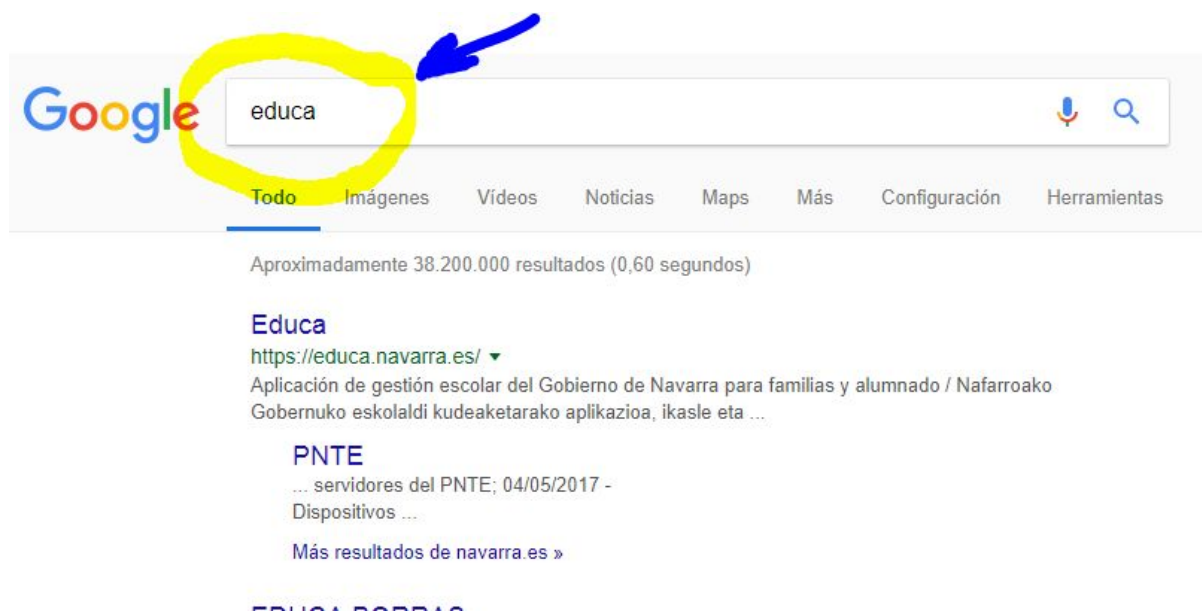 Google
educa
Todo Imágenes Vídeos Noticias Maps Más Configuración Herramientas
Aproximadamente 38.200.000 resultados (0,60 segundos)
Educa
https://educa.navarra.es/
Aplicación de gestión escolar del Gobierno de Navarra para familias y alumnado / Nafarroako
Gobernuko eskolaldi kudeaketarako aplikazioa, ikasle eta ...
PNTE
... servidores del PNTE; 04/05/2017 -
Dispositivos ...
Más resultados de navarra.es »
EDUCA BORRAS